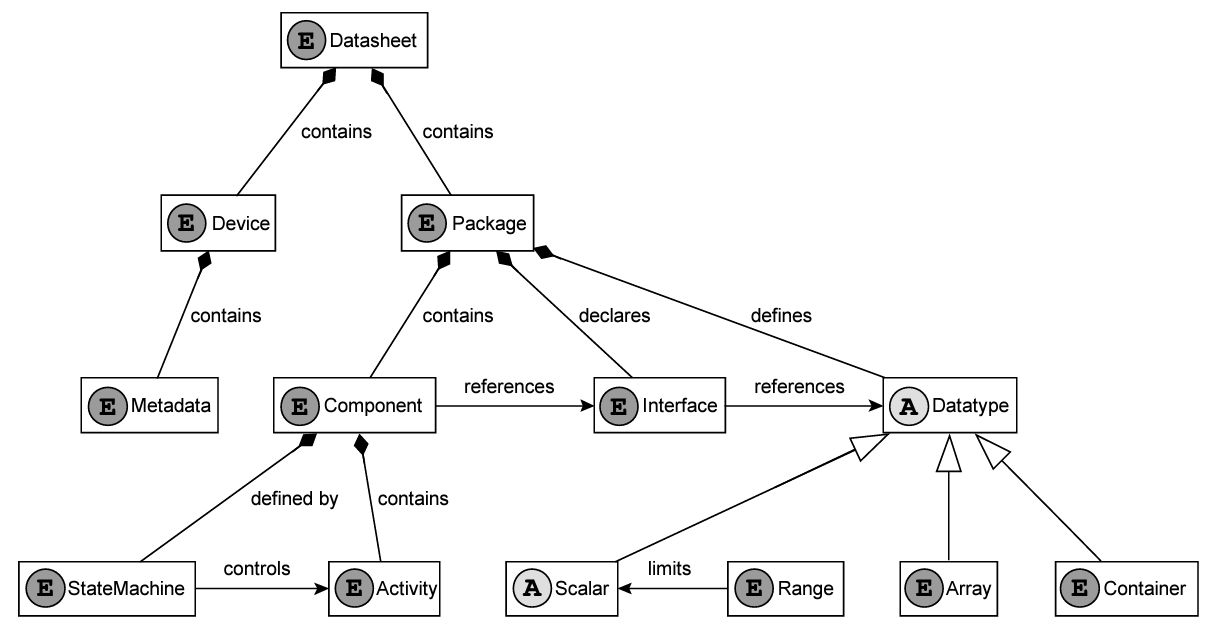 E Datasheet
contains
contains
E Device
E Package
contains
contains
declares
defines
E Metadata
E Component
references
E Interface
references
A Datatype
defined by
contains
E StateMachine
controls
E Activity
A Scalar
limits
E Range
E Array
E Container